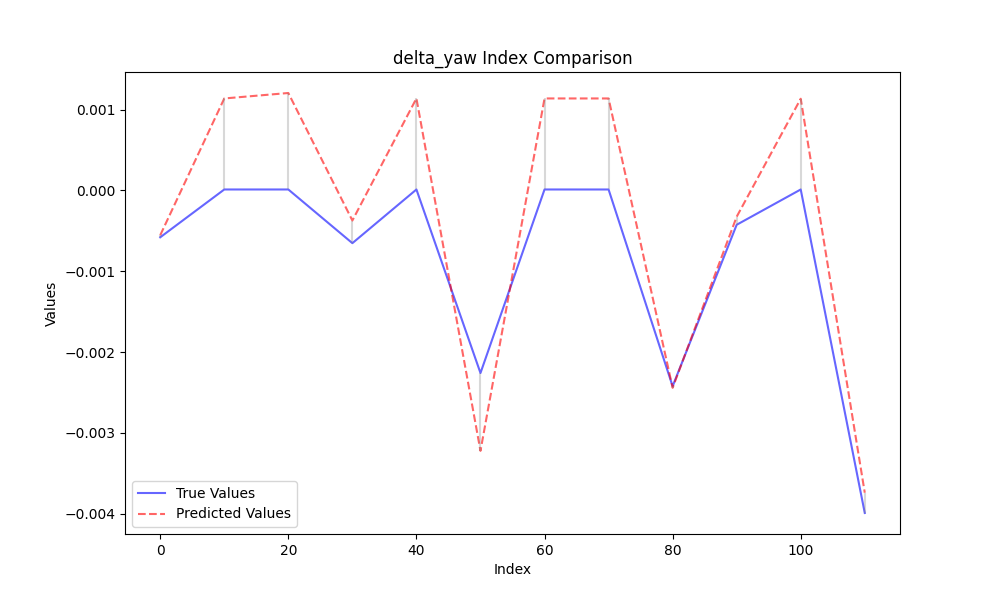 delta_yaw Index Comparison
0.001
0.000
−0.001
−0.002
−0.003
−0.004
Values
True Values
Predicted Values
0 20 40 60 80 100
Index